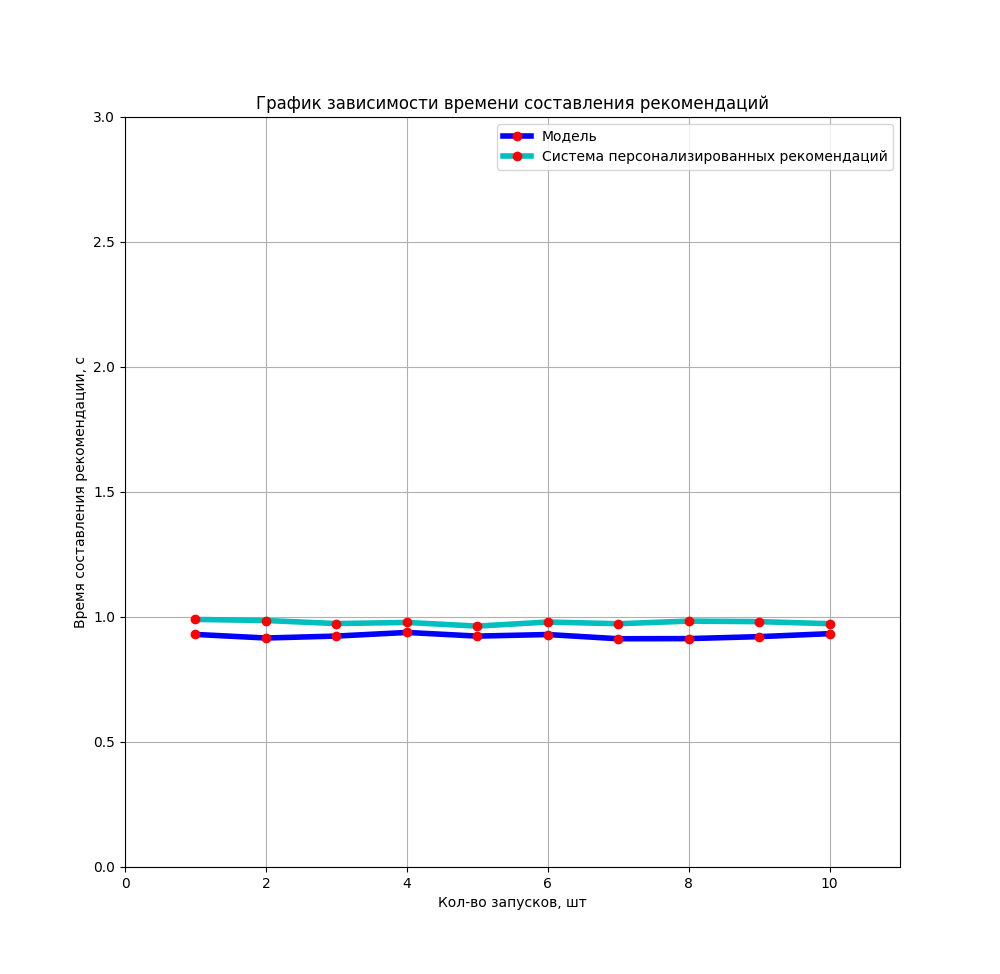 График зависимости времени составления рекомендаций
Модель
Система персонализированных рекомендаций
3.0
2.5
2.0
1.5
1.0
0.5
0.0
Время составления рекомендации, с
0 2 4 6 8 10
Кол-во запусков, шт